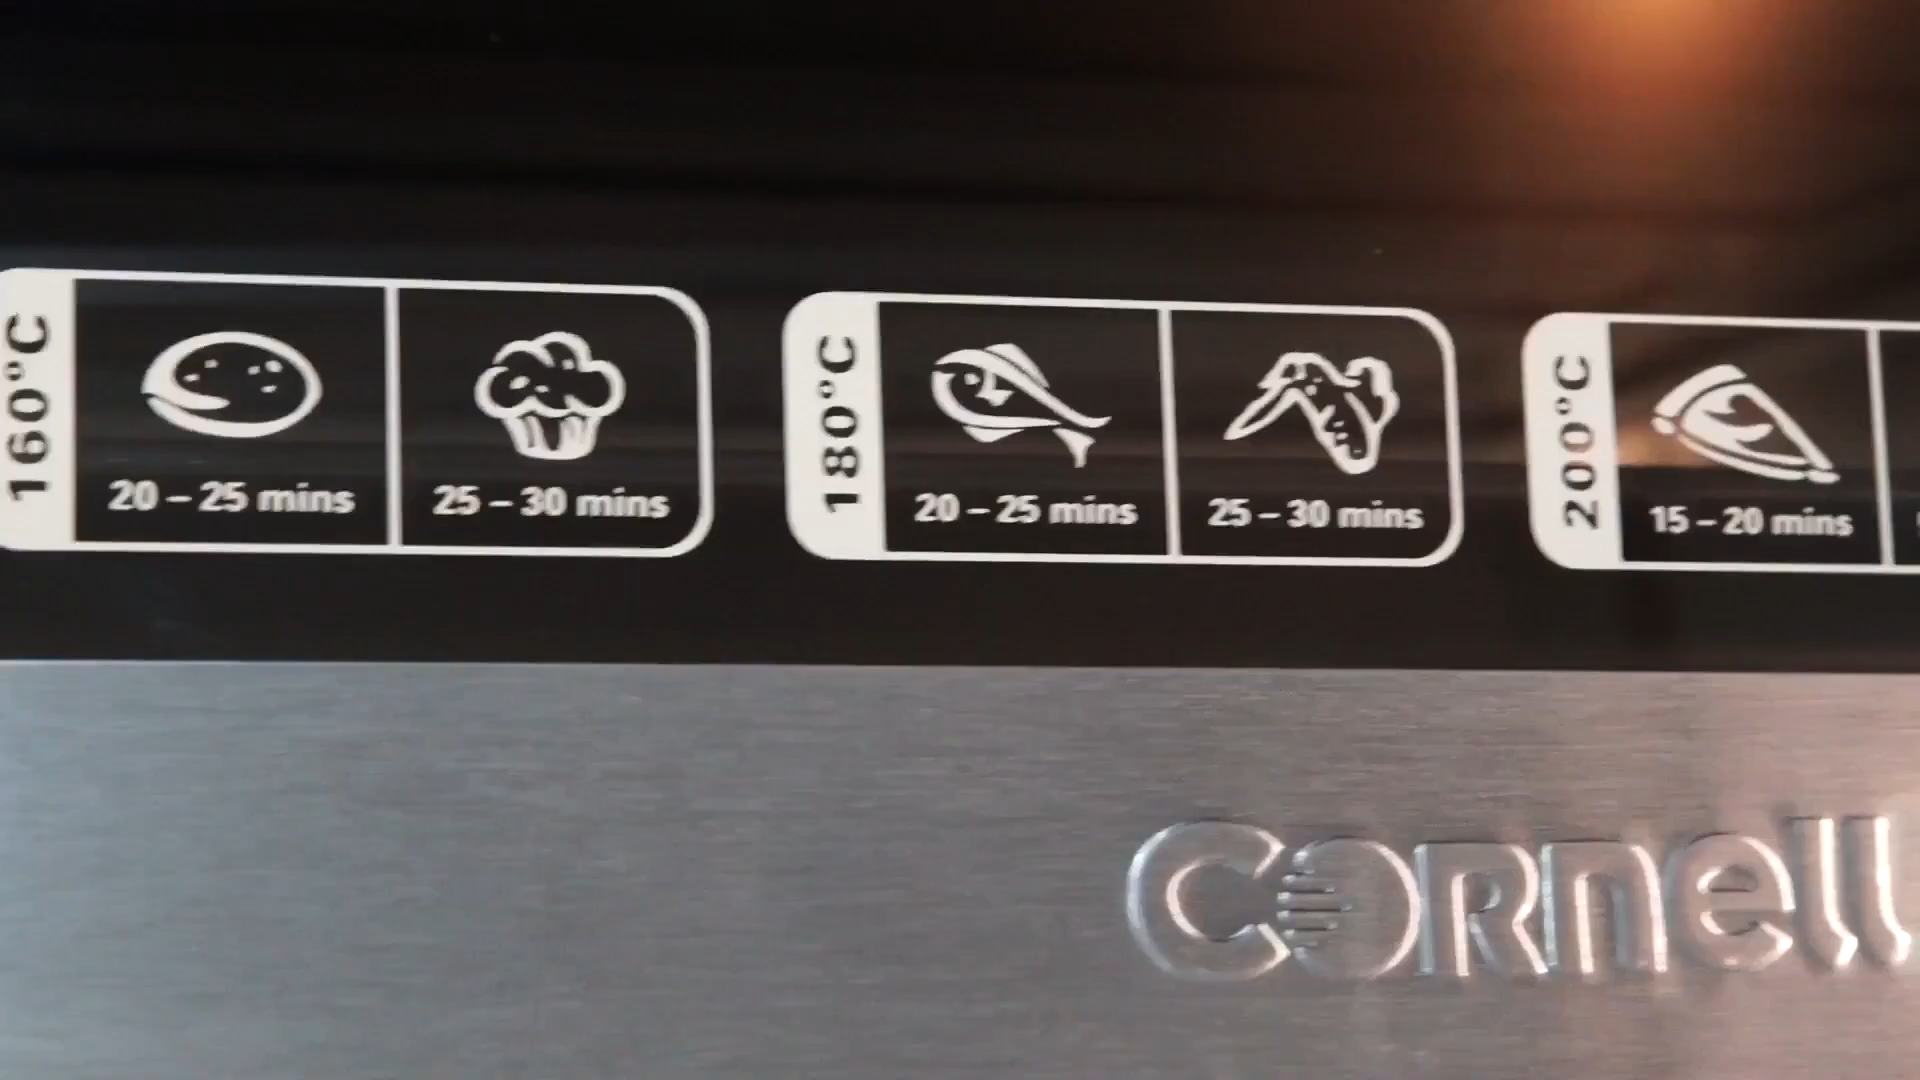 160°C
20 – 25 mins
25 – 30 mins
180°C
20 – 25 mins
25 – 30 mins
200°C
15 – 20 mins
Cornell